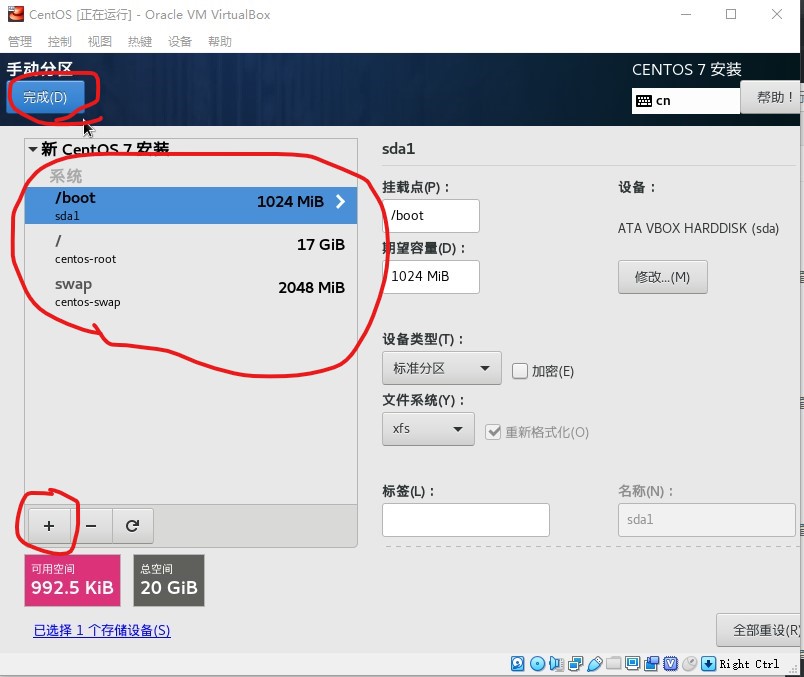 CentOS [正在运行] - Oracle VM VirtualBox
管理 控制 视图 热键 设备 帮助
手动分区
CENTOS 7 安装
完成(D)
cn
帮助！
新 CentOS 7 安装
系统
/boot 1024 MiB
sda1
/ 17 GiB
centos-root
swap 2048 MiB
centos-swap
+ −
可用空间
992.5 KiB
总空间
20 GiB
已选择 1 个存储设备(S)
sda1
挂载点(P)：
/boot
期望容量(D)：
1024 MiB
设备：
ATA VBOX HARDDISK (sda)
修改...(M)
设备类型(T)：
标准分区
加密(E)
文件系统(Y)：
xfs
重新格式化(O)
标签(L)：
名称(N)：
sda1
全部重设(R)
Right Ctrl